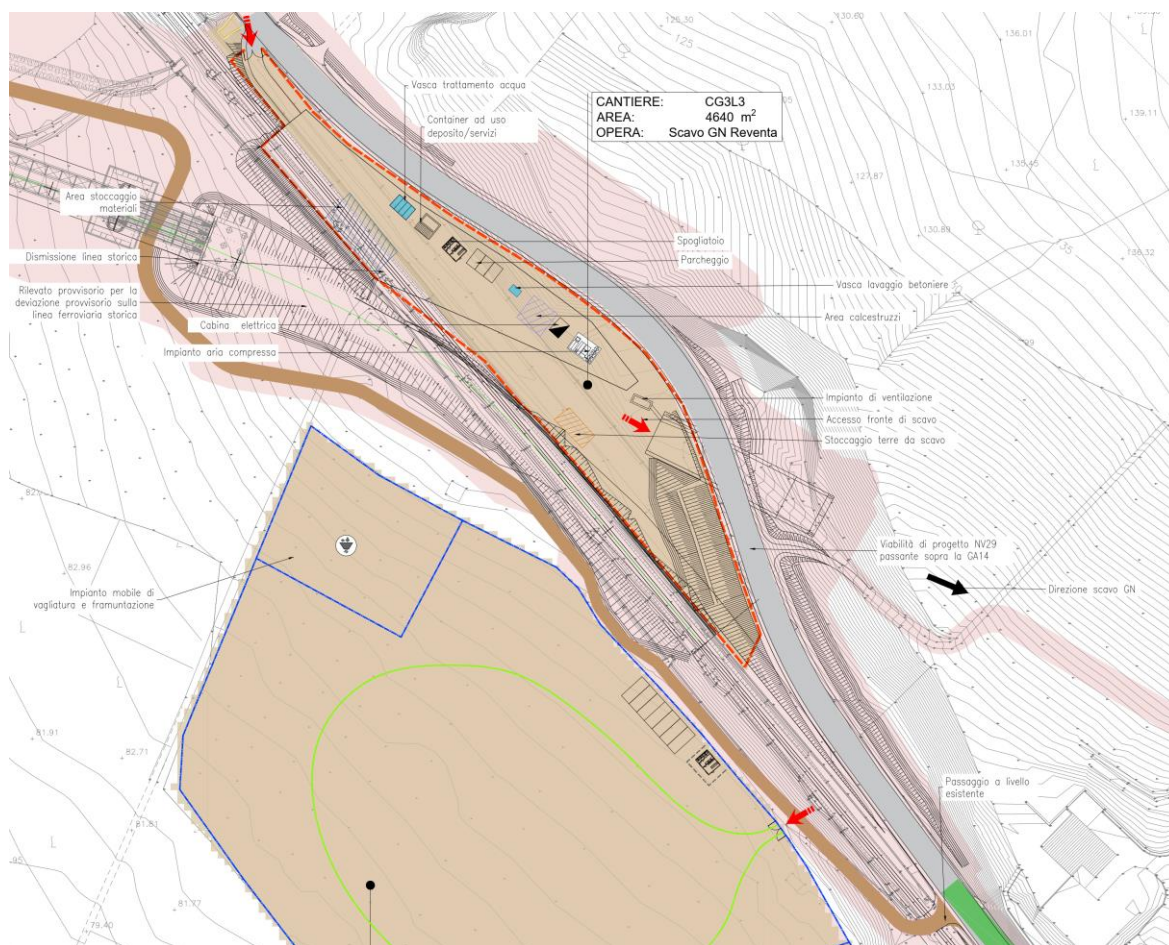 125.30
130.60
136.01
125
133.03
139.11
Vasca trattamento acqua
CANTIERE: CG3L3
AREA: 4640 m²
OPERA: Scavo GN Reventa
Container ad uso
deposito/servizi
135.45
127.87
Area stoccaggio
materiali
130.89
135
136.32
Spogliatoio
Dismissione linea storica
Parcheggio
Rilevato provvisorio per la
deviazione provvisorio sulla
linea ferroviaria storica
Vasca lavaggio betoniere
Cabina elettrica
Area calcestruzzi
Impianto aria compressa
Impianto di ventilazione
Accesso fronte di scavo
Stoccaggio terre da scavo
Viabilità di progetto NV29
passante sopra la GA14
82.96
Direzione scavo GN
Impianto mobile di
vagliatura e framuntazione
81.91
82.71
Passaggio a livello
esistente
81.81
81.77
79.40